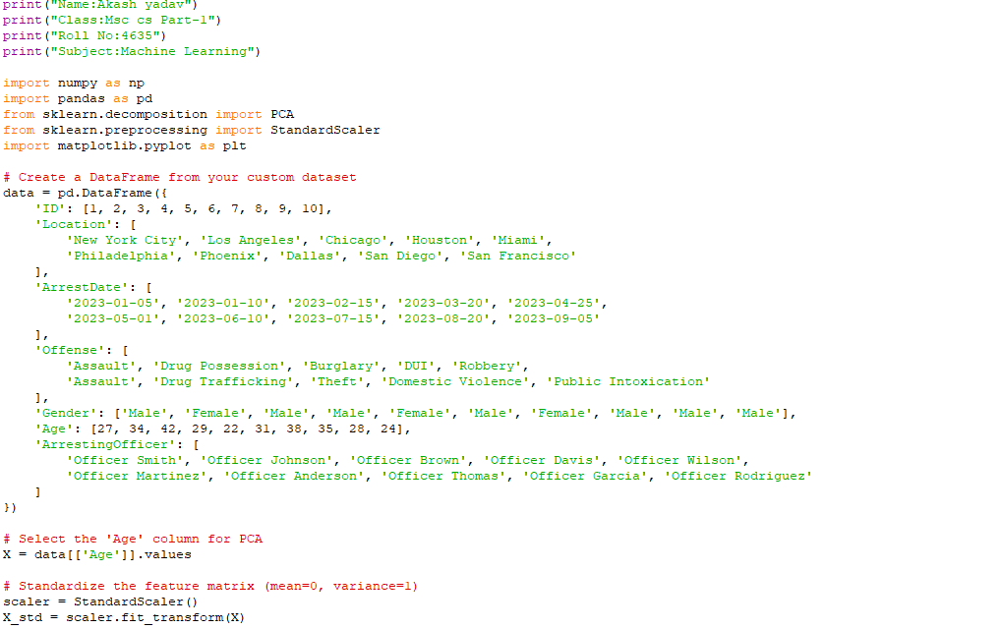 print("Name:Akash yadav")
print("Class:Msc cs Part-1")
print("Roll No:4635")
print("Subject:Machine Learning")

import numpy as np
import pandas as pd
from sklearn.decomposition import PCA
from sklearn.preprocessing import StandardScaler
import matplotlib.pyplot as plt

# Create a DataFrame from your custom dataset
data = pd.DataFrame({
    'ID': [1, 2, 3, 4, 5, 6, 7, 8, 9, 10],
    'Location': [
        'New York City', 'Los Angeles', 'Chicago', 'Houston', 'Miami',
        'Philadelphia', 'Phoenix', 'Dallas', 'San Diego', 'San Francisco'
    ],
    'ArrestDate': [
        '2023-01-05', '2023-01-10', '2023-02-15', '2023-03-20', '2023-04-25',
        '2023-05-01', '2023-06-10', '2023-07-15', '2023-08-20', '2023-09-05'
    ],
    'Offense': [
        'Assault', 'Drug Possession', 'Burglary', 'DUI', 'Robbery',
        'Assault', 'Drug Trafficking', 'Theft', 'Domestic Violence', 'Public Intoxication'
    ],
    'Gender': ['Male', 'Female', 'Male', 'Male', 'Female', 'Male', 'Female', 'Male', 'Male', 'Male'],
    'Age': [27, 34, 42, 29, 22, 31, 38, 35, 28, 24],
    'ArrestingOfficer': [
        'Officer Smith', 'Officer Johnson', 'Officer Brown', 'Officer Davis', 'Officer Wilson',
        'Officer Martinez', 'Officer Anderson', 'Officer Thomas', 'Officer Garcia', 'Officer Rodriguez'
    ]
})

# Select the 'Age' column for PCA
X = data[['Age']].values

# Standardize the feature matrix (mean=0, variance=1)
scaler = StandardScaler()
X_std = scaler.fit_transform(X)